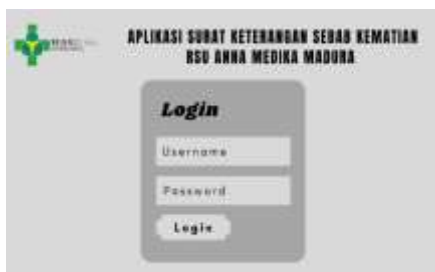 APLIKASI SURAT KETERANGAN SEBAB KEMATIAN
RSU ANNA MEDIKA MADURA
Login
Username
Password
Login